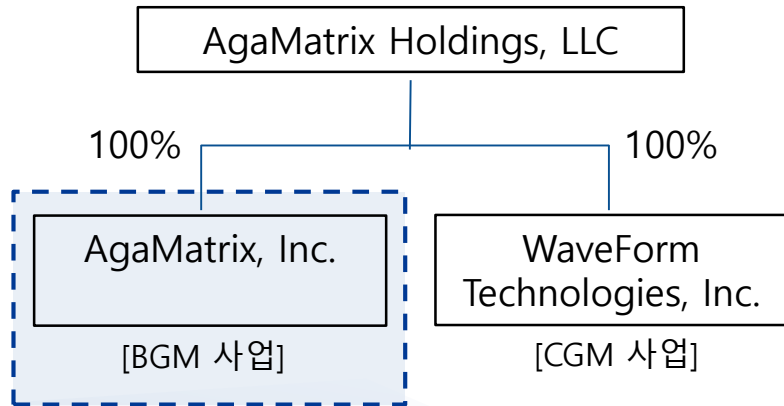 AgaMatrix Holdings, LLC
100%
100%
AgaMatrix, Inc.
WaveForm
Technologies, Inc.
[BGM 사업]
[CGM 사업]